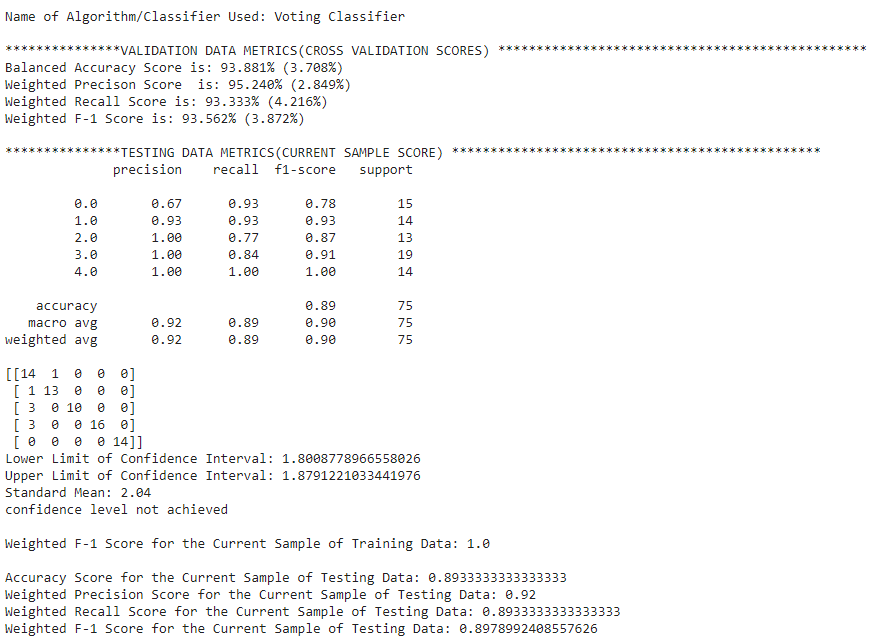 Name of Algorithm/Classifier Used: Voting Classifier
***************VALIDATION DATA METRICS(CROSS VALIDATION SCORES) ************************************************
Balanced Accuracy Score is: 93.881% (3.708%)
Weighted Precison Score  is: 95.240% (2.849%)
Weighted Recall Score is: 93.333% (4.216%)
Weighted F-1 Score is: 93.562% (3.872%)
***************TESTING DATA METRICS(CURRENT SAMPLE SCORE) ************************************************
              precision    recall  f1-score   support
         0.0       0.67      0.93      0.78        15
         1.0       0.93      0.93      0.93        14
         2.0       1.00      0.77      0.87        13
         3.0       1.00      0.84      0.91        19
         4.0       1.00      1.00      1.00        14
    accuracy                           0.89        75
   macro avg       0.92      0.89      0.90        75
weighted avg       0.92      0.89      0.90        75
[[14  1  0  0  0]
 [ 1 13  0  0  0]
 [ 3  0 10  0  0]
 [ 3  0  0 16  0]
 [ 0  0  0  0 14]]
Lower Limit of Confidence Interval: 1.8008778966558026
Upper Limit of Confidence Interval: 1.8791221033441976
Standard Mean: 2.04
confidence level not achieved
Weighted F-1 Score for the Current Sample of Training Data: 1.0
Accuracy Score for the Current Sample of Testing Data: 0.8933333333333333
Weighted Precision Score for the Current Sample of Testing Data: 0.92
Weighted Recall Score for the Current Sample of Testing Data: 0.8933333333333333
Weighted F-1 Score for the Current Sample of Testing Data: 0.8978992408557626